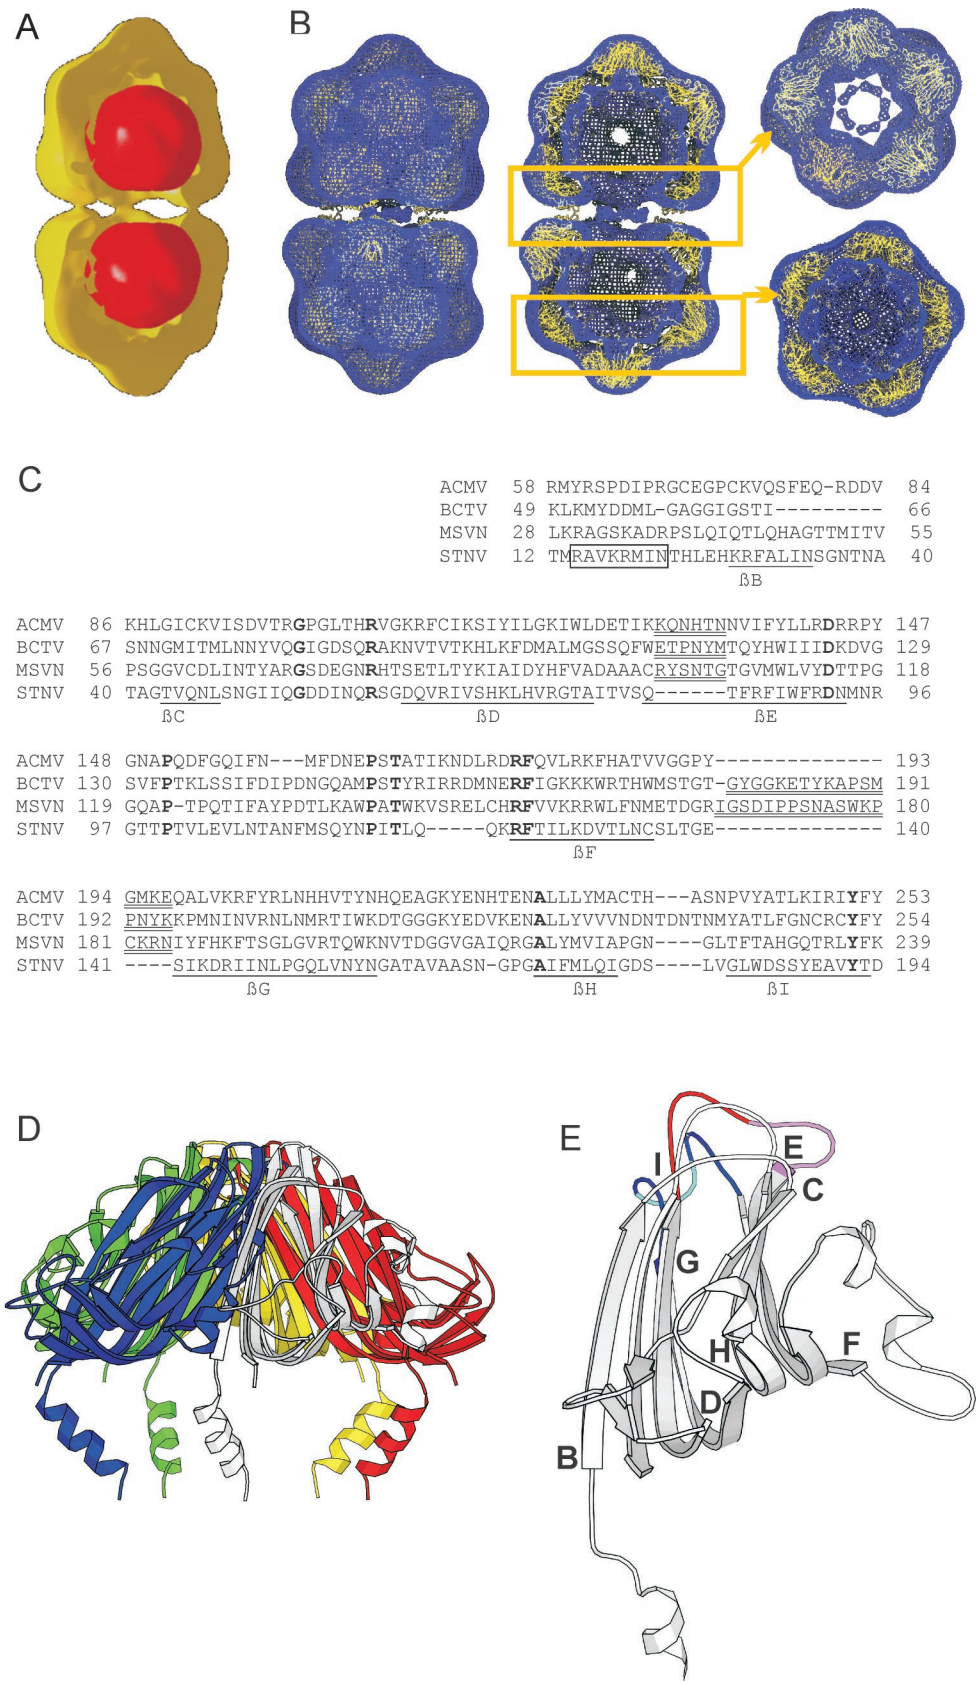 A
B
C
ACMV 58 RMYRSPDIPRGCEGPCKVQSFEQ-RDDV 84
BCTV 49 KLKMYDDML-GAGGIGSTI--------- 66
MSVN 28 LKRAGSKADRPSLQIQTLQHAGTTMITV 55
STNV 12 TMRAVKRMINTHLEHKRFALINSGNTNA 40
ßB
ACMV 86 KHLGICKVISDVTRGPGLTHRVGKRFCIKSIYILGKIWLDETIKKQNHTNNVIFYLLRDRRPY 147
BCTV 67 SNNGMITMLNNYVQGIGDSQRAKNVTVTKHLKFDMALMGSSQFWETPNYMTQYHWIIIDKDVG 129
MSVN 56 PSGGVCDLINTYARGSDEGNRHTSETLTYKIAIDYHFVADAAACRYSNTGTGVMWLVYDTTPG 118
STNV 40 TAGTVQNLSNGIIQGDDINQRSGDQVRIVSHKLHVRGTAITVSQ------TFRFIWFRDNMNR 96
ßC ßD ßE
ACMV 148 GNAPQDFGQIFN---MFDNEPSTATIKNDLRDRFQVLRKFHATVVGGPY-------------- 193
BCTV 130 SVFPTKLSSIFDIPDNGQAMPSTYRIRRDMNERFIGKKKWRTHWMSTGT-GYGGKETYKAPSM 191
MSVN 119 GQAP-TPQTIFAYPDTLKAWPATWKVSRELCHRFVVKRRWLFNMETDGRIGSDIPPSNASWKP 180
STNV 97 GTTPTVLEVLNTANFMSQYNPITLQ-----QKRFTILKDVTLNCSLTGE-------------- 140
ßF
ACMV 194 GMKEQALVKRFYRLNHHVTYNHQEAGKYENHTENALLLYMACTH---ASNPVYATLKIRIYFY 253
BCTV 192 PNYKKPMNINVRNLNMRTIWKDTGGKYEDVKENALLYVVVNDNTDNTNMYATLFGNCRCYFY 254
MSVN 181 CKRNIYFHKFTSGLGVRTQWKNVTDGGVGAIQRGALYMVIAPGN----GLTFTAHGQTRLYFK 239
STNV 141 ----SIKDRIINLPGQLVNYNGATAVAASN-GPGAIFMLQIGDS----LVGLWDSSYEAVYTD 194
ßG ßH ßI
D
E
I
E
C
G
H
F
D
B